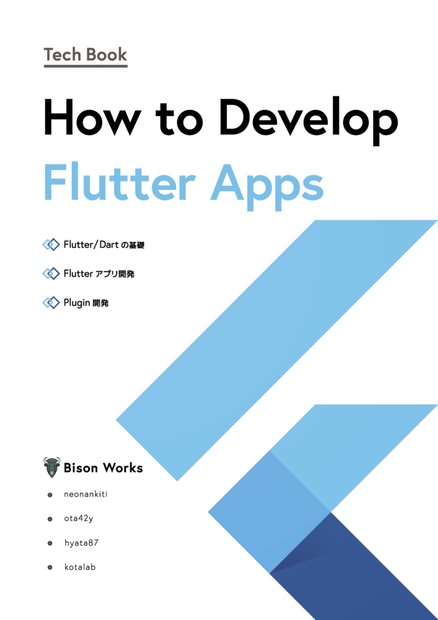 Tech Book
How to Develop
Flutter Apps
Flutter/Dart の基礎
Flutter アプリ開発
Plugin 開発
Bison Works
neonankiti
ota42y
hyata87
kotalab